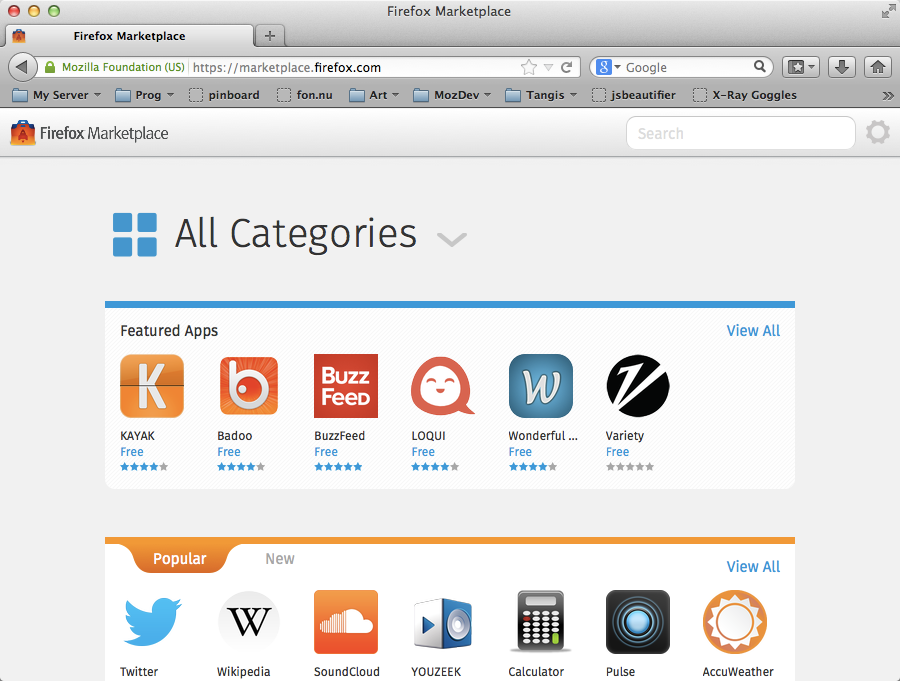 Firefox Marketplace
Firefox Marketplace
Mozilla Foundation (US) https://marketplace.firefox.com
Google
My Server Prog pinboard fon.nu Art MozDev Tangis jsbeautifier X-Ray Goggles
Firefox Marketplace Search
All Categories
Featured Apps View All
K b BUZZ FEED W V
KAYAK Badoo BuzzFeed LOQUI Wonderful ... Variety
Free Free Free Free Free Free
Popular New View All
W
Twitter Wikipedia SoundCloud YOUZEEK Calculator Pulse AccuWeather